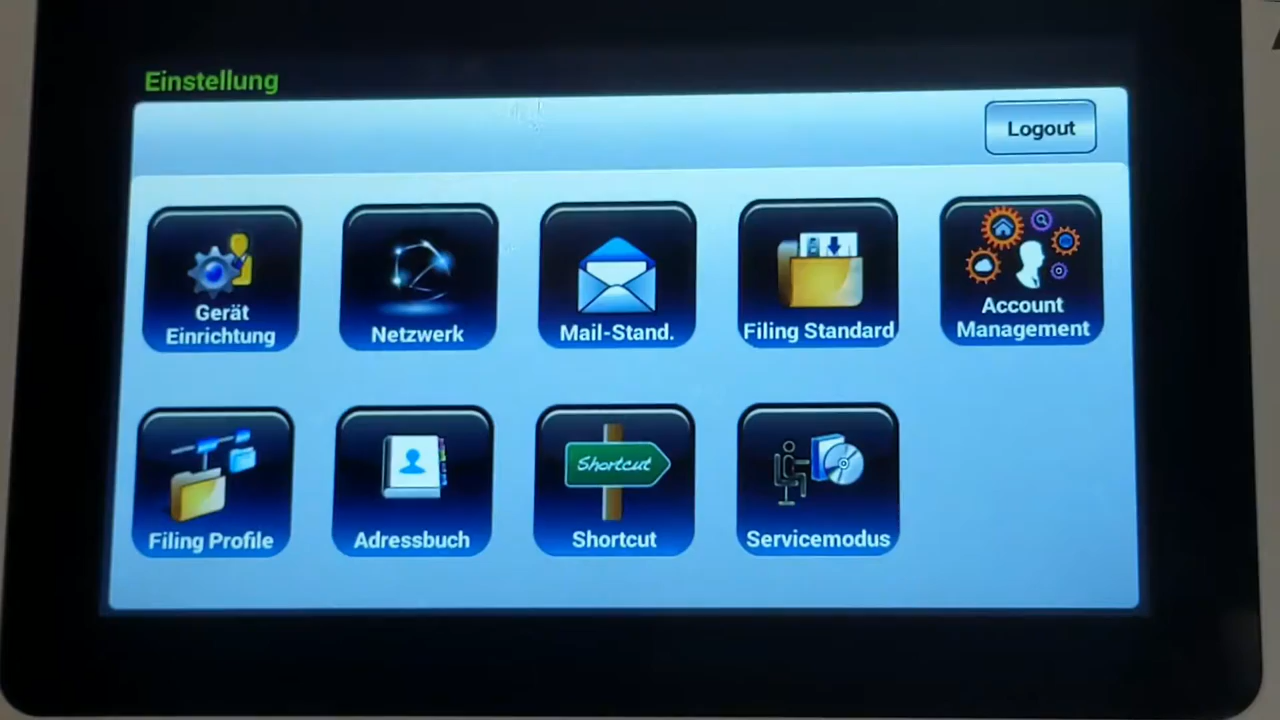 Einstellung
Logout
Gerät
Einrichtung
Netzwerk
Mail-Stand.
Filing Standard
Account
Management
Filing Profile
Adressbuch
Shortcut
Shortcut
Servicemodus